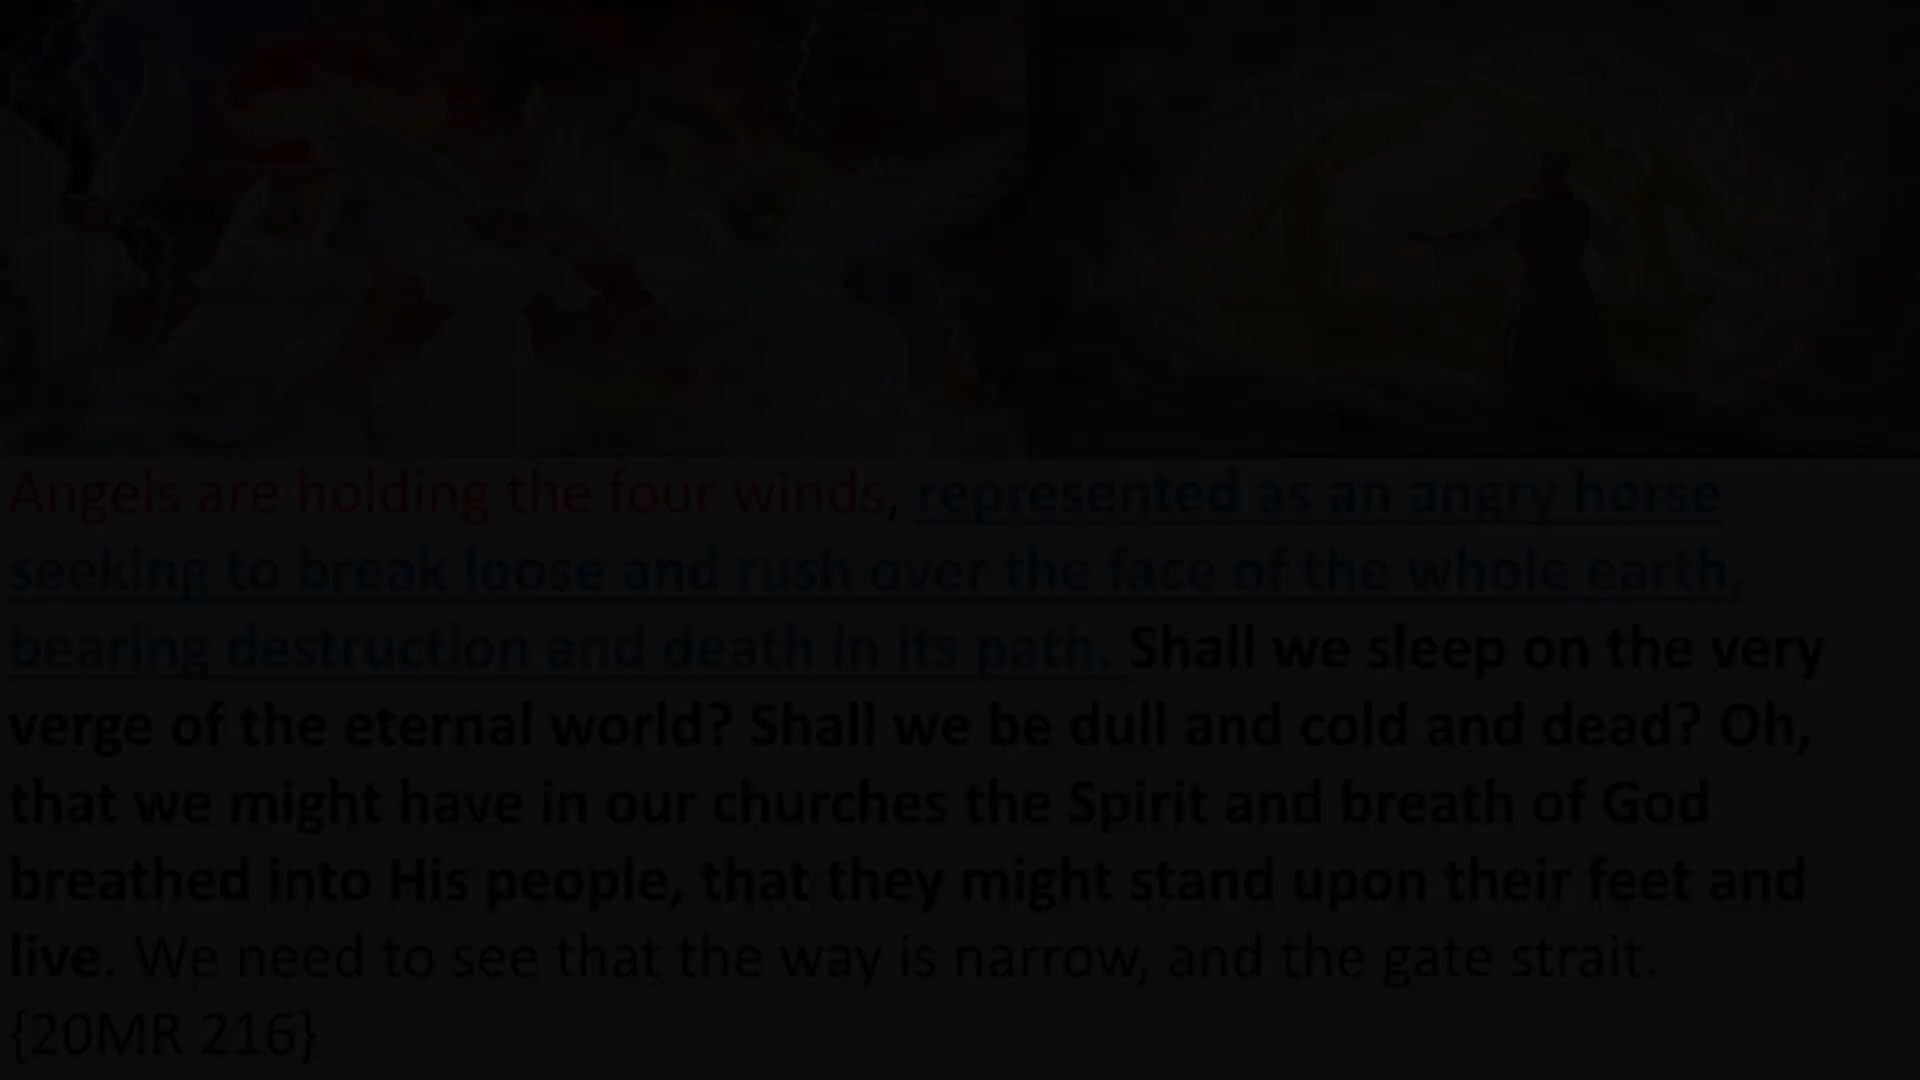 Angels are holding the four winds, represented as an angry horse
seeking to break loose and rush over the face of the whole earth,
bearing destruction and death in its path. Shall we sleep on the very
verge of the eternal world? Shall we be dull and cold and dead? Oh,
that we might have in our churches the Spirit and breath of God
breathed into His people, that they might stand upon their feet and
live. We need to see that the way is narrow, and the gate strait.
{20MR 216}